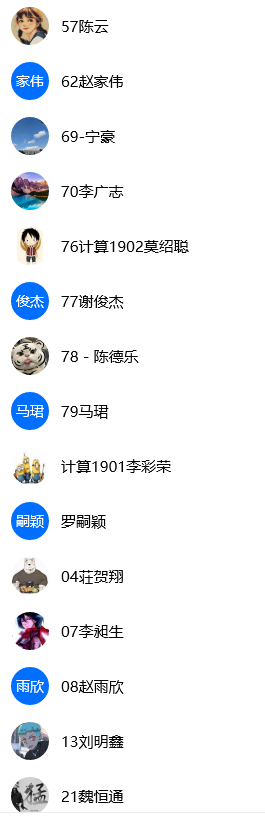 57陈云
家伟 62赵家伟
69-宁豪
70李广志
76计算1902莫绍聪
俊杰 77谢俊杰
78 - 陈德乐
马珺 79马珺
计算1901李彩荣
嗣颖 罗嗣颖
04荘贺翔
07李昶生
雨欣 08赵雨欣
13刘明鑫
猛 21魏恒通